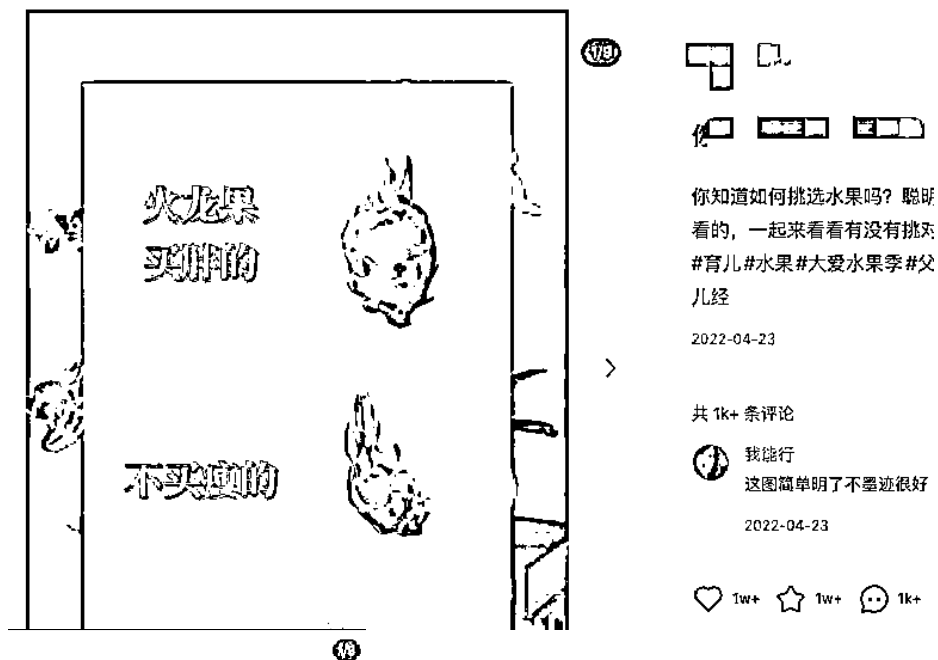 1/9
火龙果
买胖的
不买瘦的
你知道如何挑选水果吗？聪明
看的，一起来看看有没有挑对
#育儿#水果#大爱水果季#父
儿经
2022-04-23
共 1k+ 条评论
我能行
这图简单明了不墨迹很好
2022-04-23
1w+ 1w+ 1k+